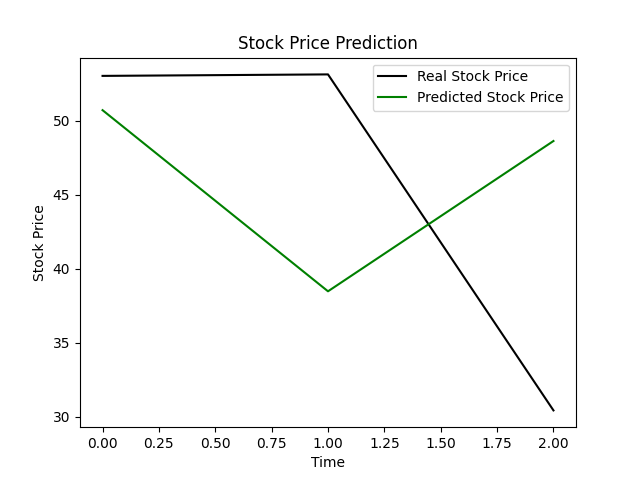 Stock Price Prediction
Real Stock Price
Predicted Stock Price
Stock Price
50
45
40
35
30
0.00 0.25 0.50 0.75 1.00 1.25 1.50 1.75 2.00
Time